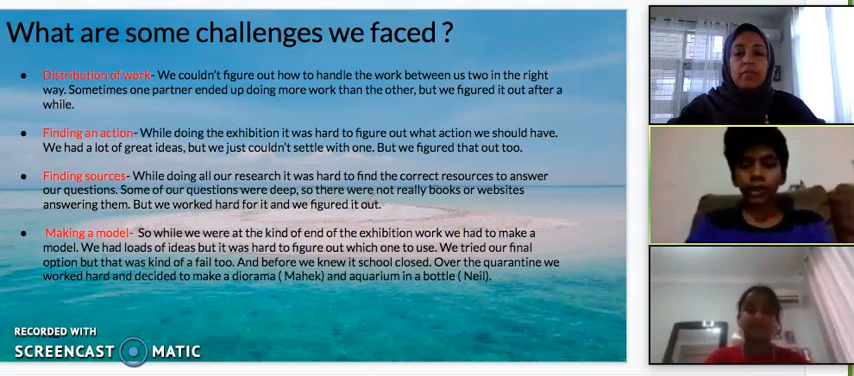 What are some challenges we faced ?
● Distribution of work- We couldn't figure out how to handle the work between us two in the right
way. Sometimes one partner ended up doing more work than the other, but we figured it out after a
while.
● Finding an action- While doing the exhibition it was hard to figure out what action we should have.
We had a lot of great ideas, but we just couldn't settle with one. But we figured that out too.
● Finding sources- While doing all our research it was hard to find the correct resources to answer
our questions. Some of our questions were deep, so there were not really books or websites
answering them. But we worked hard for it and we figured it out.
● Making a model- So while we were at the kind of end of the exhibition work we had to make a
model. We had loads of ideas but it was hard to figure out which one to use. We tried our final
option but that was kind of a fail too. And before we knew it school closed. Over the quarantine we
worked hard and decided to make a diorama ( Mahek) and aquarium in a bottle ( Neil).
RECORDED WITH
SCREENCAST MATIC